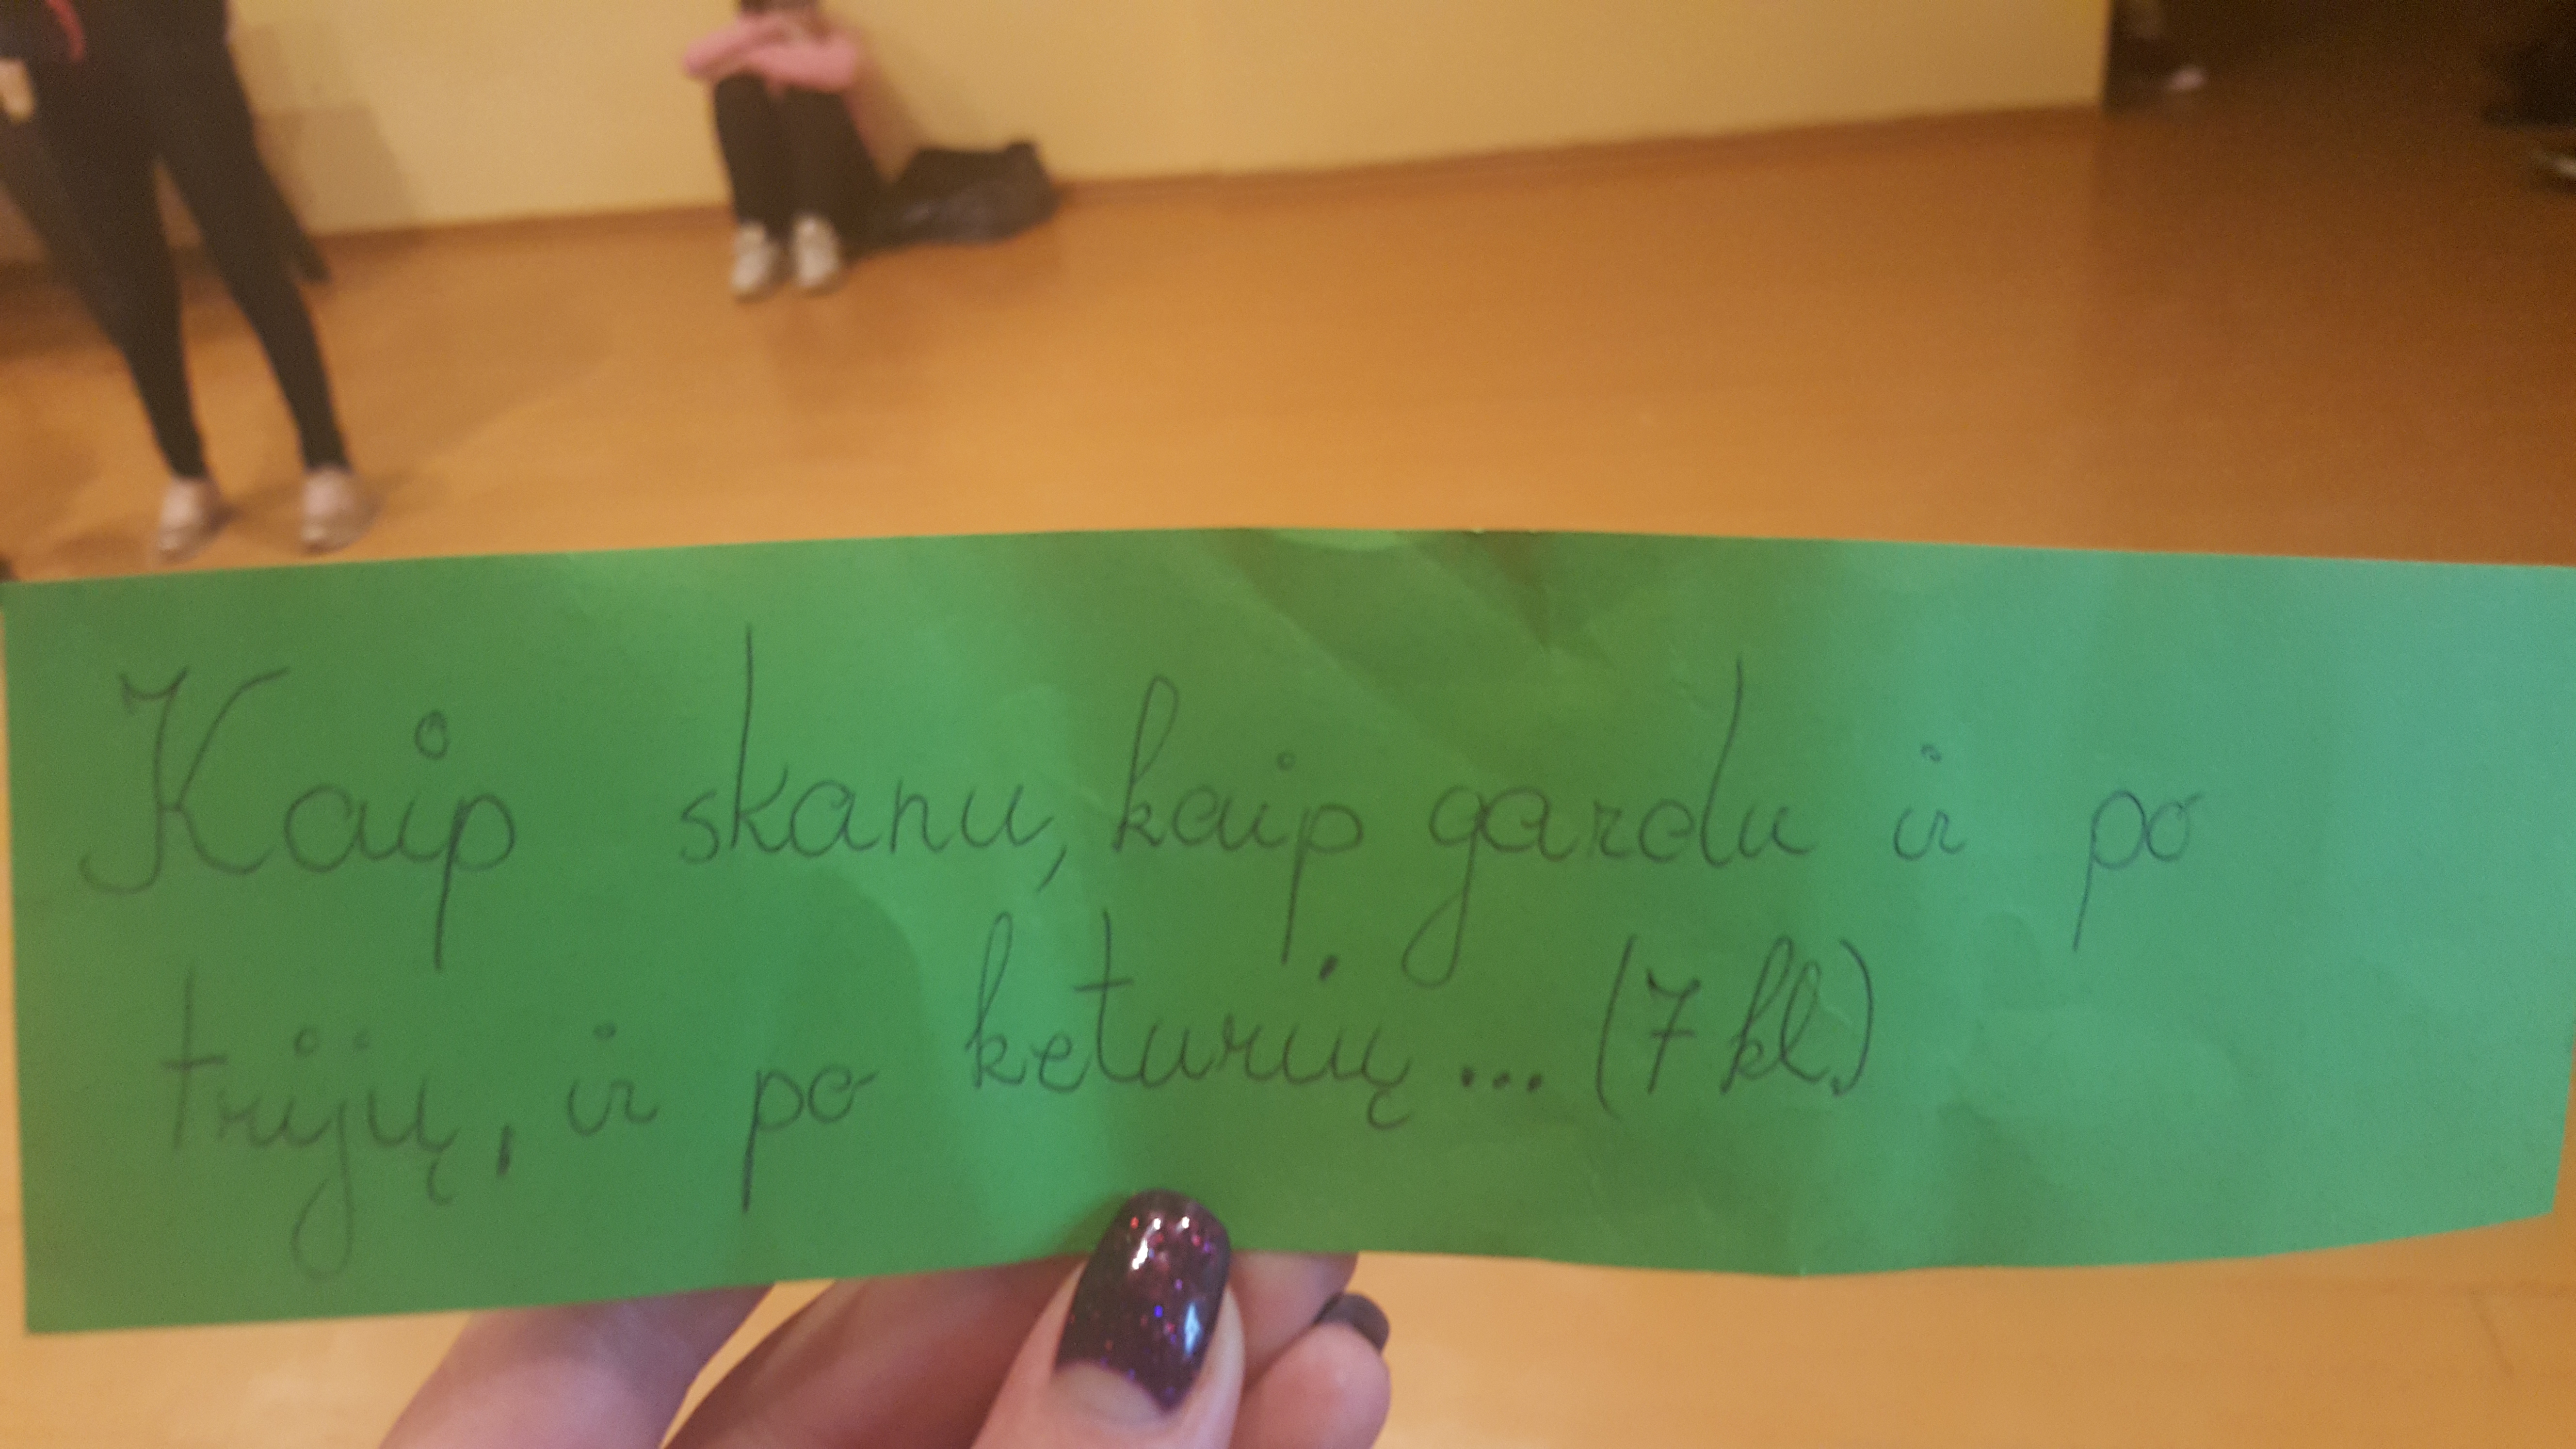 Kaip skanu, kaip gardu ir po
trijų, ir po keturių... (7 kl.)